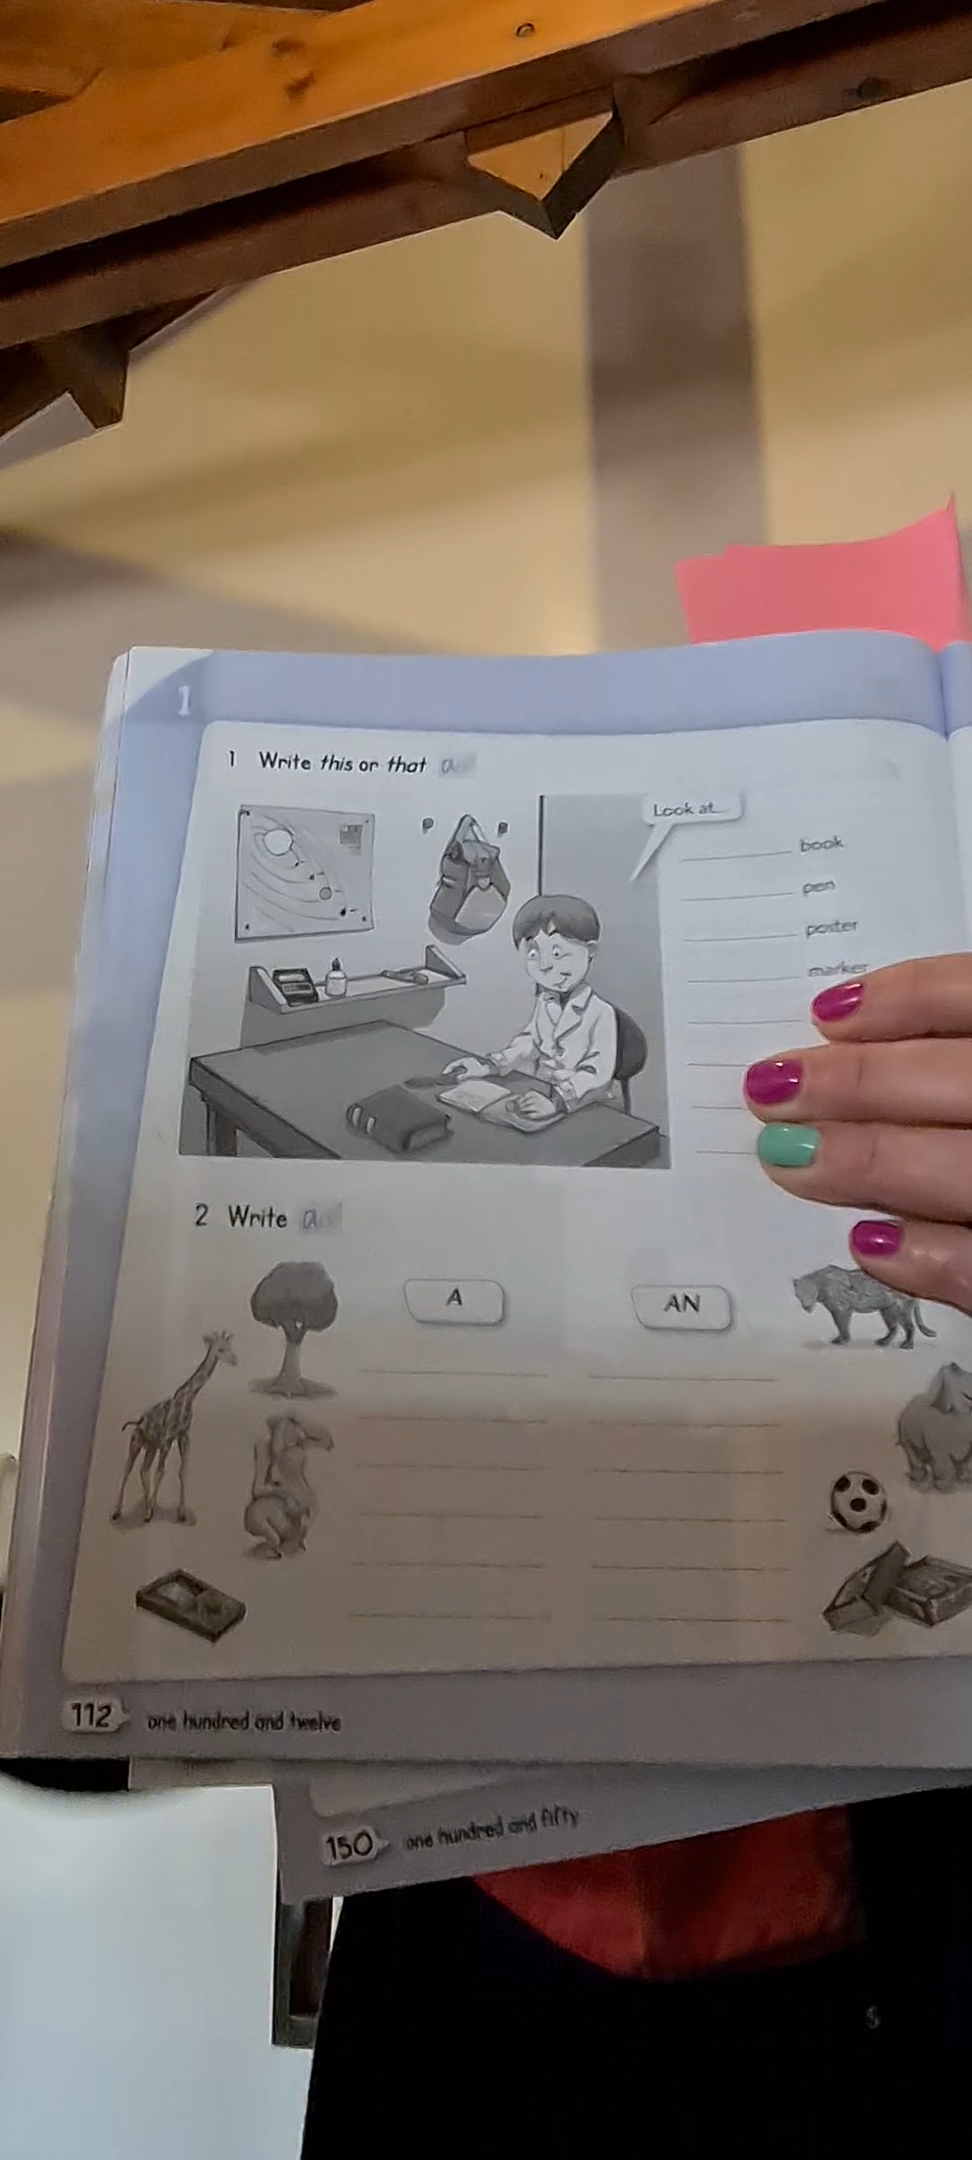 1
1 Write this or that
Look at...
book
pen
poster
marker
2 Write
A
AN
112 one hundred and twelve
150 one hundred and fifty